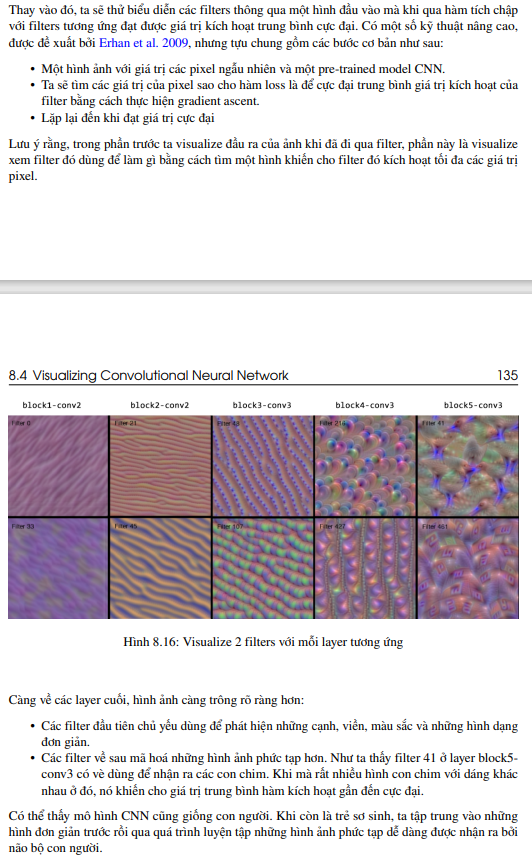 Thay vào đó, ta sẽ thử biểu diễn các filters thông qua một hình đầu vào mà khi qua hàm tích chập
với filters tương ứng đạt được giá trị kích hoạt trung bình cực đại. Có một số kỹ thuật nâng cao,
được đề xuất bởi Erhan et al. 2009, nhưng tựu chung gồm các bước cơ bản như sau:
• Một hình ảnh với giá trị các pixel ngẫu nhiên và một pre-trained model CNN.
• Ta sẽ tìm các giá trị của pixel sao cho hàm loss là để cực đại trung bình giá trị kích hoạt của
filter bằng cách thực hiện gradient ascent.
• Lặp lại đến khi đạt giá trị cực đại
Lưu ý rằng, trong phần trước ta visualize đầu ra của ảnh khi đã đi qua filter, phần này là visualize
xem filter đó dùng để làm gì bằng cách tìm một hình khiến cho filter đó kích hoạt tối đa các giá trị
pixel.
8.4 Visualizing Convolutional Neural Network 135
block1-conv2 block2-conv2 block3-conv3 block4-conv3 block5-conv3
Filter 0 Filter 21 Filter 48 Filter 216 Filter 41
Filter 33 Filter 45 Filter 107 Filter 427 Filter 461
Hình 8.16: Visualize 2 filters với mỗi layer tương ứng
Càng về các layer cuối, hình ảnh càng trông rõ ràng hơn:
• Các filter đầu tiên chủ yếu dùng để phát hiện những cạnh, viền, màu sắc và những hình dạng
đơn giản.
• Các filter về sau mã hoá những hình ảnh phức tạp hơn. Như ta thấy filter 41 ở layer block5-
conv3 có vẻ dùng để nhận ra các con chim. Khi mà rất nhiều hình con chim với dáng khác
nhau ở đó, nó khiến cho giá trị trung bình hàm kích hoạt gần đến cực đại.
Có thể thấy mô hình CNN cũng giống con người. Khi còn là trẻ sơ sinh, ta tập trung vào những
hình đơn giản trước rồi qua quá trình luyện tập những hình ảnh phức tạp dễ dàng được nhận ra bởi
não bộ con người.